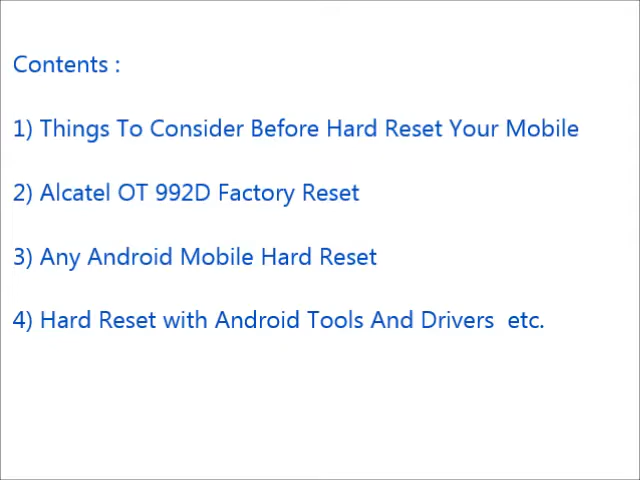 Contents :
1) Things To Consider Before Hard Reset Your Mobile
2) Alcatel OT 992D Factory Reset
3) Any Android Mobile Hard Reset
4) Hard Reset with Android Tools And Drivers  etc.